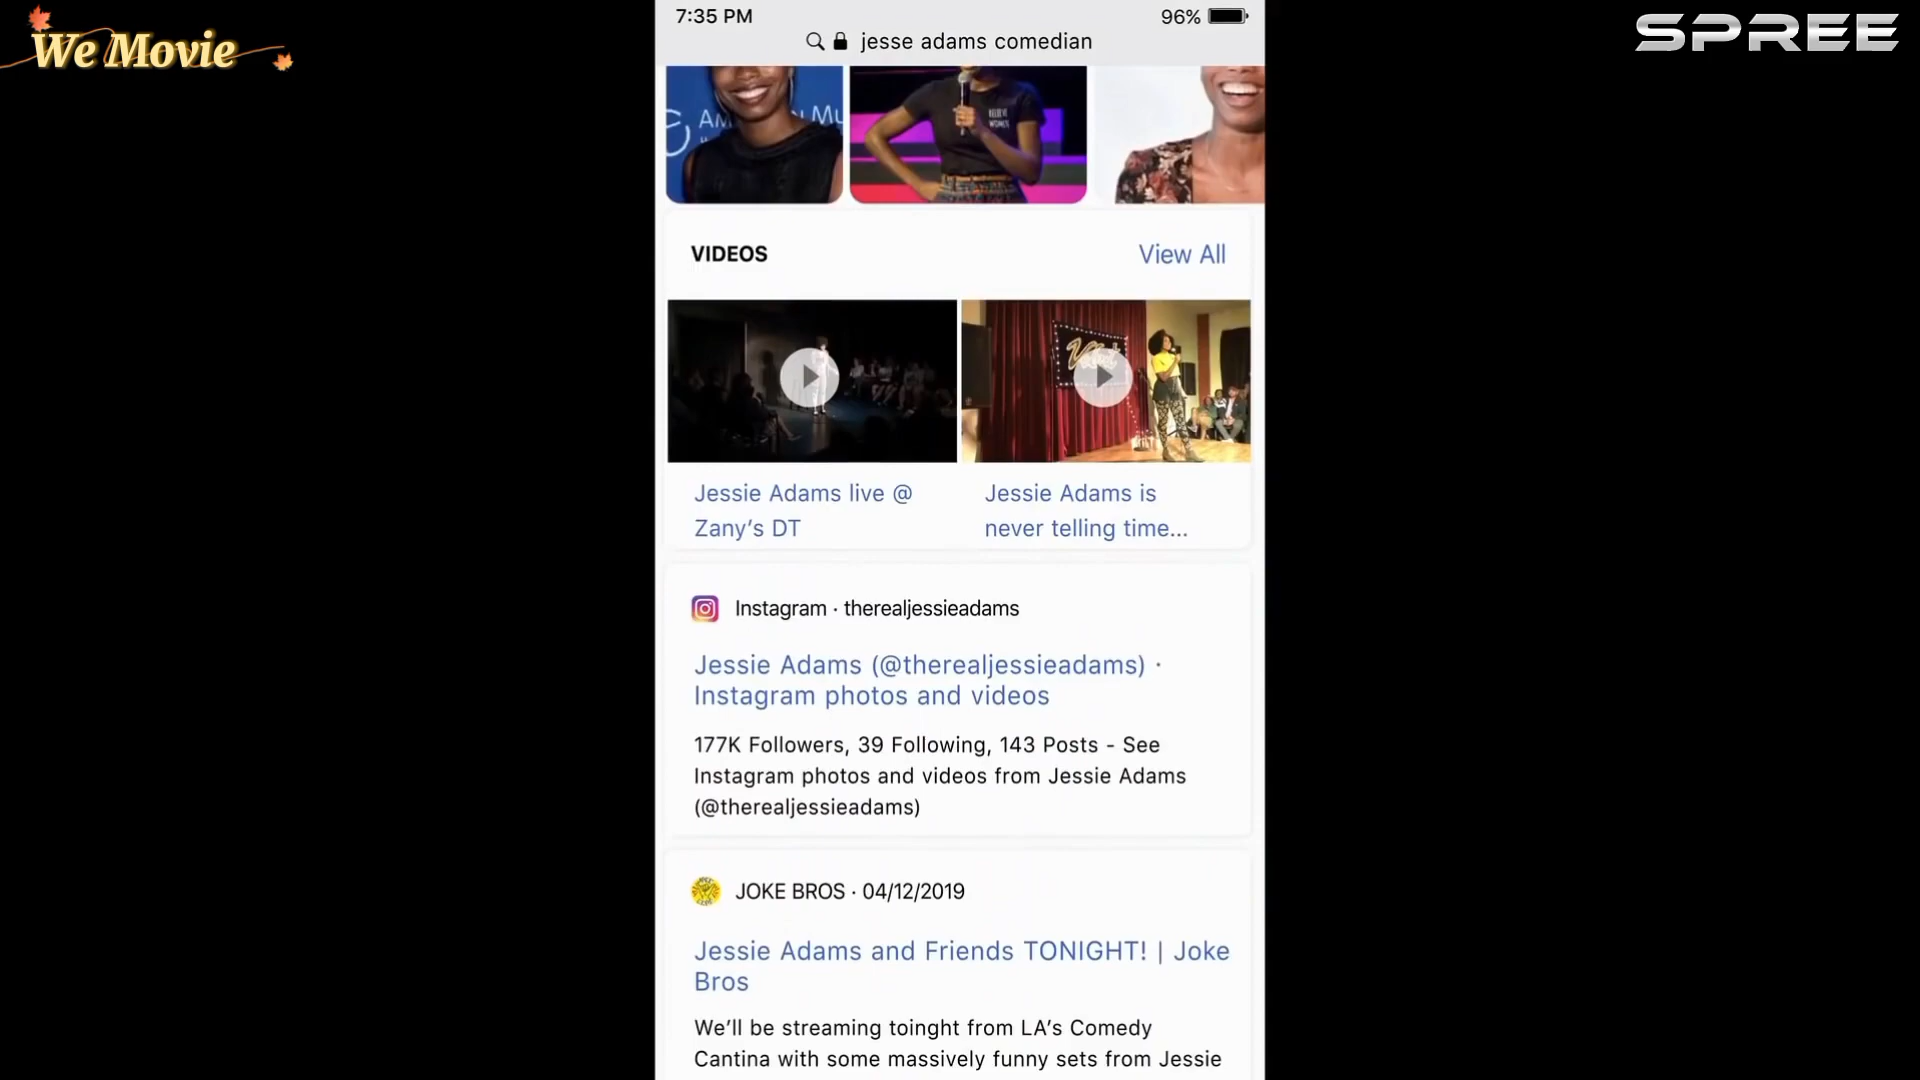 We Movie
SPREE
7:35 PM
96%
jesse adams comedian
BELIEVE
WOMEN
VIDEOS
View All
Jessie Adams live @
Zany’s DT
Jessie Adams is
never telling time...
Instagram · therealjessieadams
Jessie Adams (@therealjessieadams) ·
Instagram photos and videos
177K Followers, 39 Following, 143 Posts - See
Instagram photos and videos from Jessie Adams
(@therealjessieadams)
JOKE BROS · 04/12/2019
Jessie Adams and Friends TONIGHT! | Joke
Bros
We’ll be streaming toinght from LA’s Comedy
Cantina with some massively funny sets from Jessie